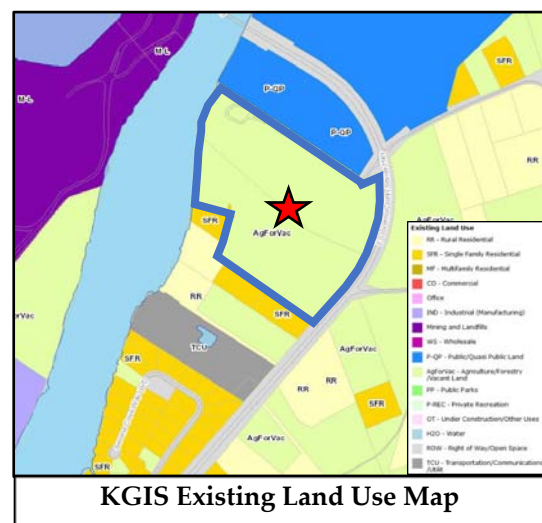 M-L
M-L
P-QP
P-QP
SFR
RR
SFR
AgForVac
AgForVac
RR
SFR
AgForVac
TCU
SFR
RR
RR
AgForVac
SFR
SFR
Existing Land Use
RR - Rural Residential
SFR - Single Family Residential
MF - Multifamily Residential
CO - Commercial
Office
IND - Industrial (Manufacturing)
Mining and Landfills
WS - Wholesale
P-QP - Public/Quasi Public Land
AgForVac - Agriculture/Forestry
/Vacant Land
PP - Public Parks
P-REC - Private Recreation
OT - Under Construction/Other Uses
H2O - Water
ROW - Right of Way/Open Space
TCU - Transportation/Communications
/Utilit
KGIS Existing Land Use Map